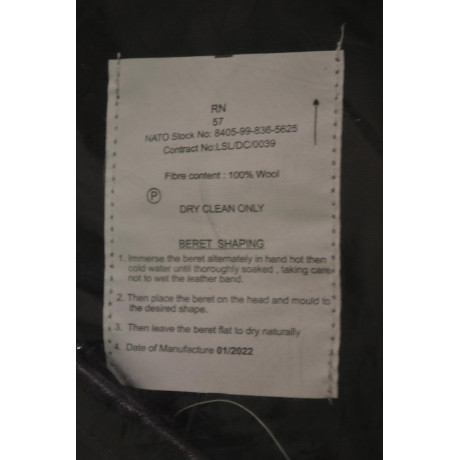 RN
57
NATO Stock No: 8405-99-836-5625
Contract No:LSL/DC/0039
Fibre content : 100% Wool
P
DRY CLEAN ONLY
BERET SHAPING
1. Immerse the beret alternately in hand hot then
cold water until thoroughly soaked , taking care
not to wet the leather band.
2. Then place the beret on the head and mould to
the desired shape.
3. Then leave the beret flat to dry naturally
4. Date of Manufacture 01/2022